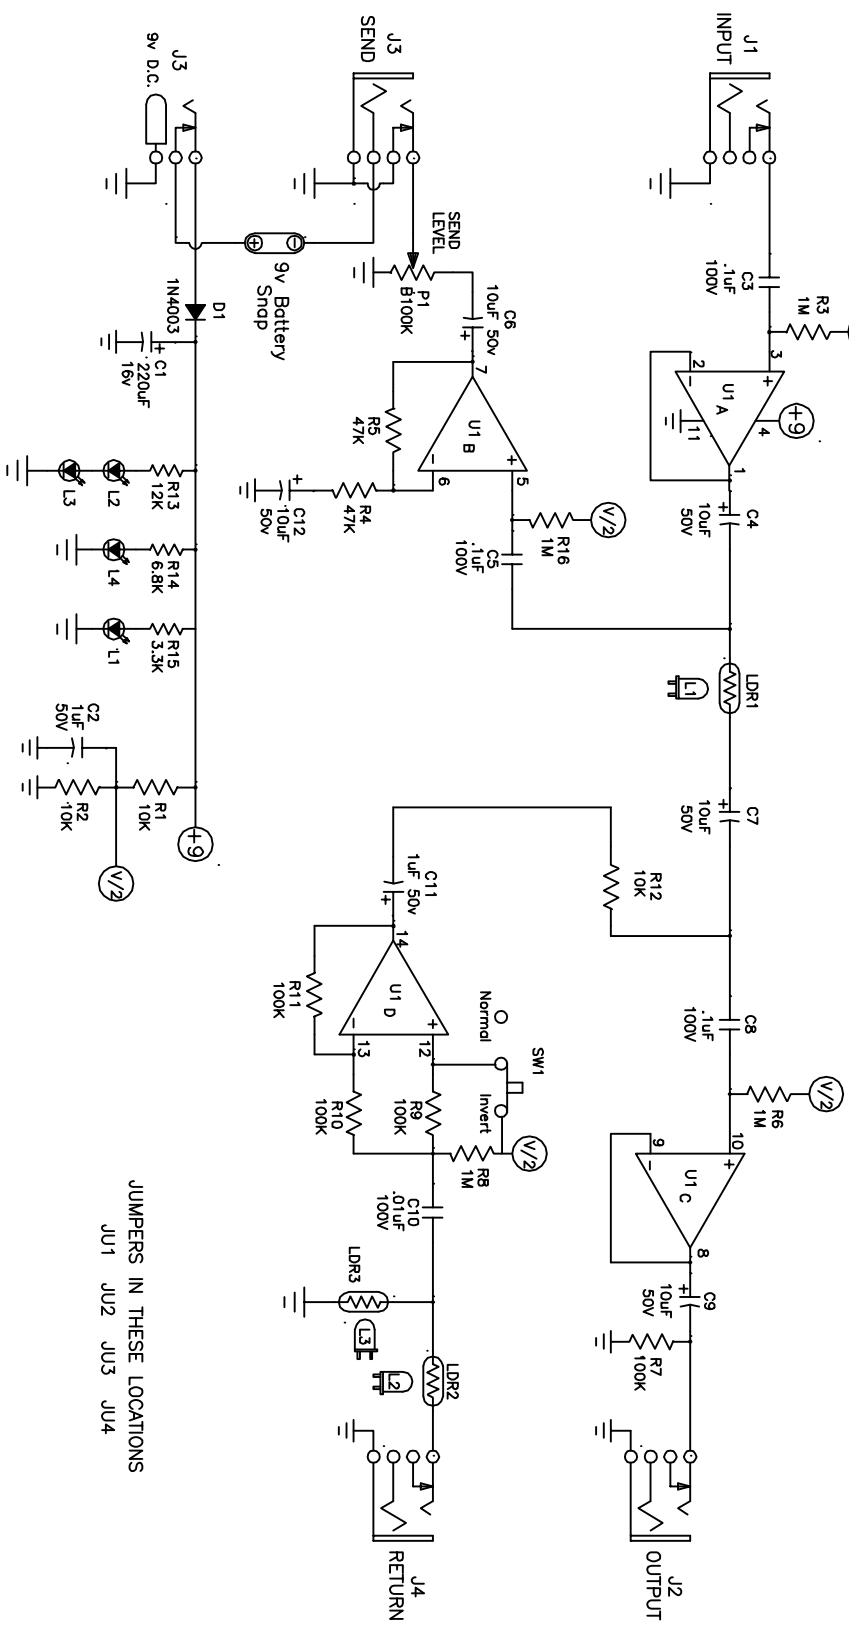 J1
INPUT
C3
.1uF
100V
R3
1M
3
2
+
−
U1 A
11
4
+9
1
C4
10uF
50V
LDR1
L1
C7
10uF
50V
C8
.1uF
100V
V/2
R6
1M
10
9
+
−
U1 C
8
C9
10uF
50V
R7
100K
J2
OUTPUT
J3
SEND
SEND
LEVEL
P1
B100K
C6
10uF 50v
+
7
U1 B
R5
47K
+
−
5
6
R4
47K
C12
10uF
50v
+
V/2
R16
1M
C5
.1uF
100V
R12
10K
C11
1uF 50v
+
14
U1 D
R11
100K
+
−
12
13
Normal
SW1
Invert
V/2
R9
100K
R10
100K
R8
1M
C10
.01uF
100V
LDR3
L3
LDR2
L2
J4
RETURN
J3
9v D.C.
+
−
9v Battery
Snap
D1
1N4003
C1
220uF
16v
+
R13
12K
L2
L3
R14
6.8K
L4
R15
3.3K
L1
C2
1uF
50V
R1
10K
R2
10K
+9
V/2
JUMPERS IN THESE LOCATIONS
JU1 JU2 JU3 JU4